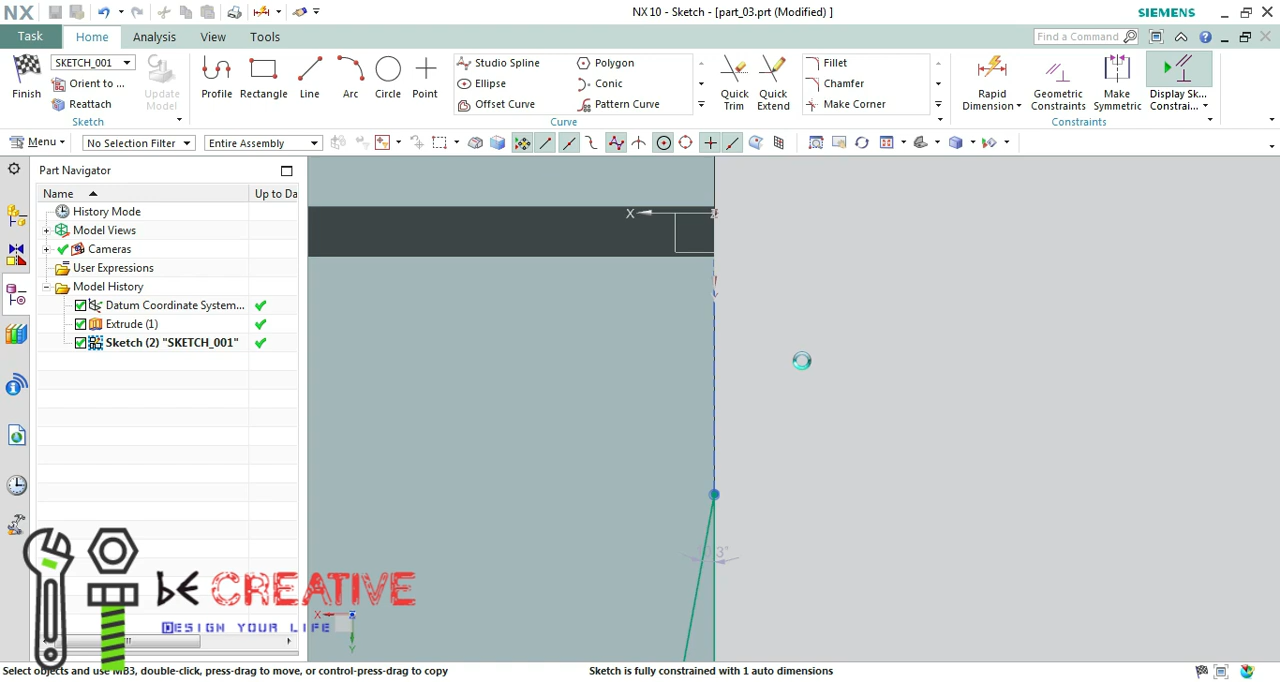 NX
NX 10 - Sketch - [part_03.prt (Modified) ]
SIEMENS
Task
Home
Analysis
View
Tools
Find a Command
Finish
SKETCH_001
Orient to ...
Reattach
Update Model
Sketch
Profile
Rectangle
Line
Arc
Circle
Point
Studio Spline
Ellipse
Offset Curve
Polygon
Conic
Pattern Curve
Quick Trim
Quick Extend
Fillet
Chamfer
Make Corner
Curve
Rapid Dimension
Geometric Constraints
Make Symmetric
Display Sk... Constrai...
Constraints
Menu
No Selection Filter
Entire Assembly
Part Navigator
Name
Up to Da
History Mode
Model Views
Cameras
User Expressions
Model History
Datum Coordinate System...
Extrude (1)
Sketch (2) "SKETCH_001"
X
bE CREATIVE
DESIGN YOUR LIFE
X
Y
Select objects and use MB3, double-click, press-drag to move, or control-press-drag to copy
Sketch is fully constrained with 1 auto dimensions